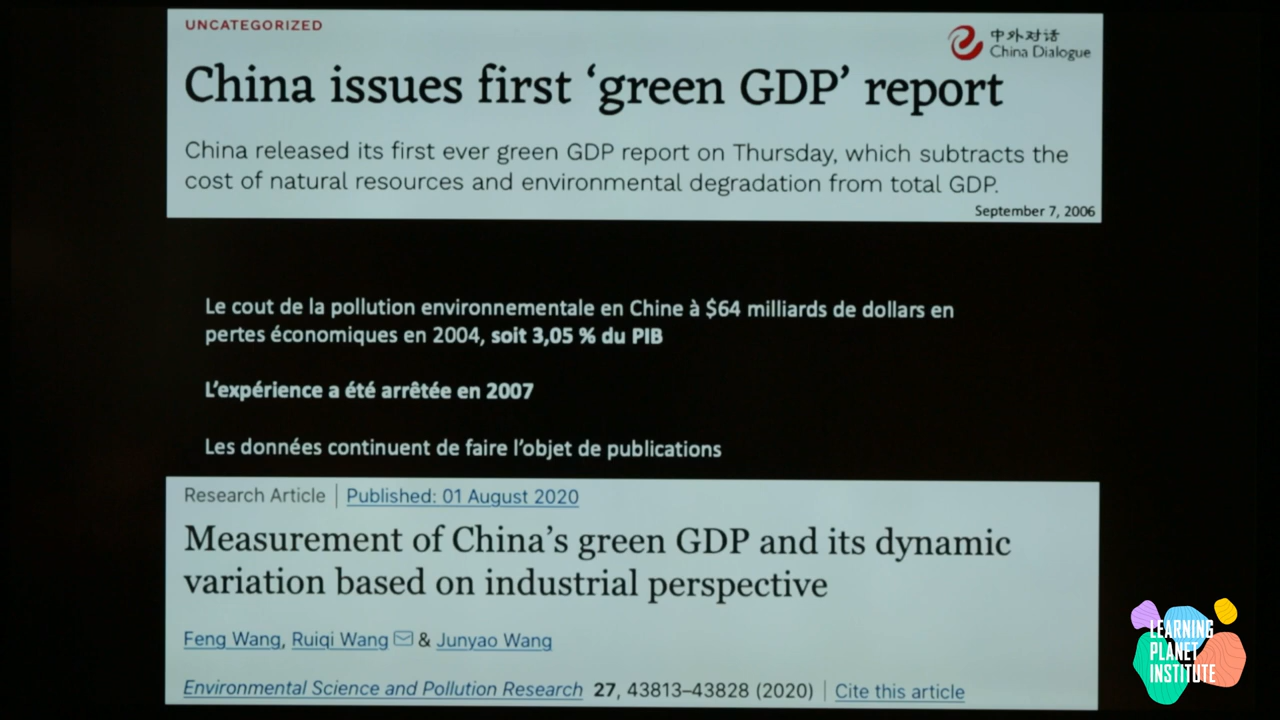 UNCATEGORIZED
中外对话
China Dialogue
China issues first ‘green GDP’ report
China released its first ever green GDP report on Thursday, which subtracts the
cost of natural resources and environmental degradation from total GDP.
September 7, 2006
Le cout de la pollution environnementale en Chine à $64 milliards de dollars en
pertes économiques en 2004, soit 3,05 % du PIB
L’expérience a été arrêtée en 2007
Les données continuent de faire l’objet de publications
Research Article | Published: 01 August 2020
Measurement of China’s green GDP and its dynamic
variation based on industrial perspective
Feng Wang, Ruiqi Wang & Junyao Wang
Environmental Science and Pollution Research 27, 43813–43828 (2020) | Cite this article
LEARNING
PLANET
INSTITUTE